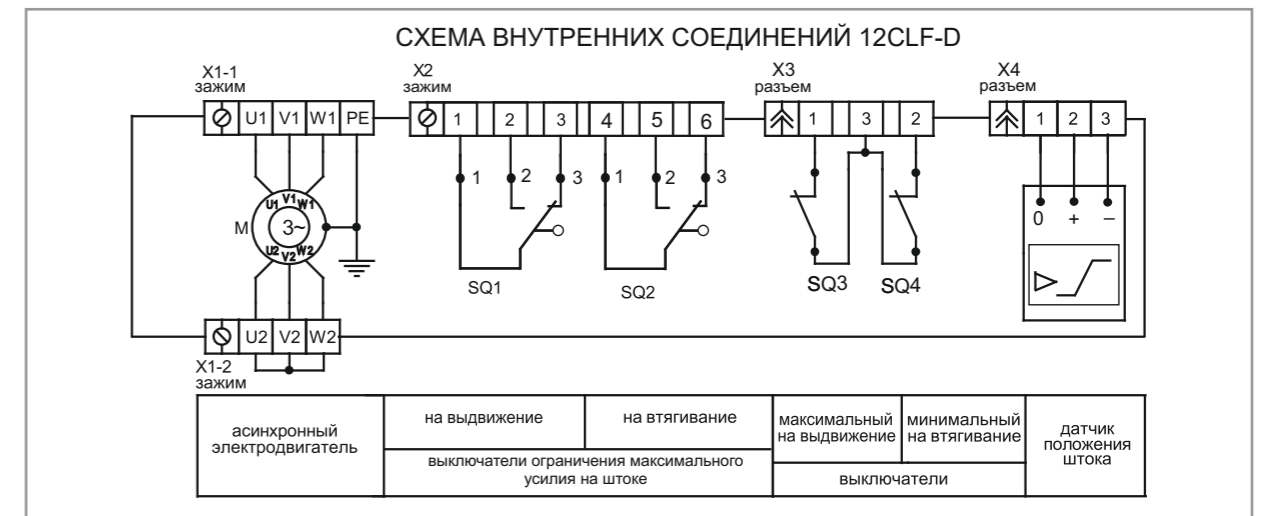 СХЕМА ВНУТРЕННИХ СОЕДИНЕНИЙ 12CLF-D
X1-1
зажим
X2
зажим
X3
разъем
X4
разъем
U1 V1 W1 PE
1 2 3 4 5 6
1 3 2
1 2 3
1 2 3 1 2 3
U1 V1 W1
M 3~
U2 V2 W2
0 + –
SQ1
SQ2
SQ3
SQ4
U2 V2 W2
X1-2
зажим
асинхронный
электродвигатель
на выдвижение
на втягивание
выключатели ограничения максимального
усилия на штоке
максимальный
на выдвижение
минимальный
на втягивание
выключатели
датчик
положения
штока